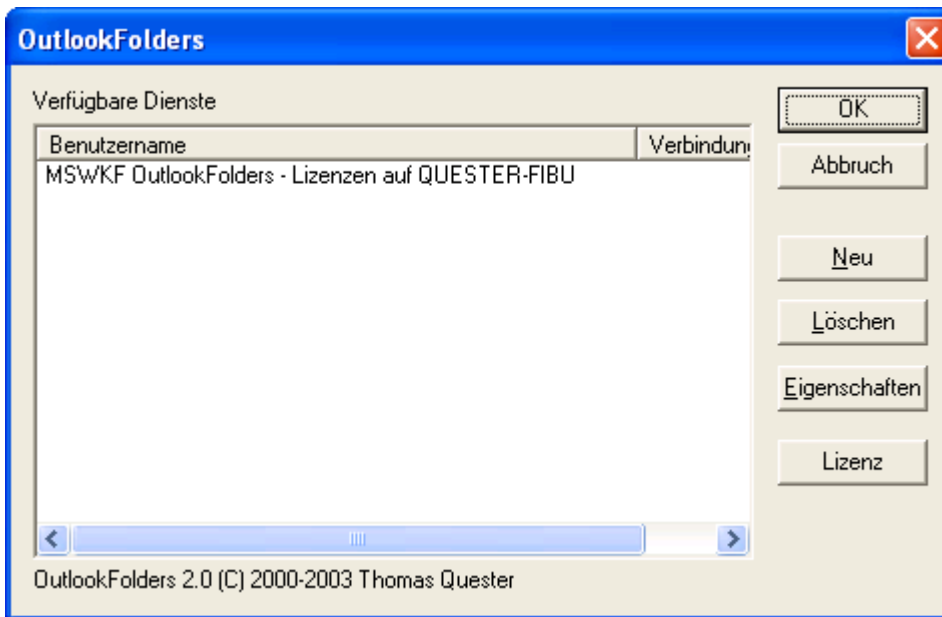 OutlookFolders
Verfügbare Dienste
Benutzername Verbindung
MSWKF OutlookFolders - Lizenzen auf QUESTER-FIBU
OK
Abbruch
Neu
Löschen
Eigenschaften
Lizenz
OutlookFolders 2.0 (C) 2000-2003 Thomas Quester